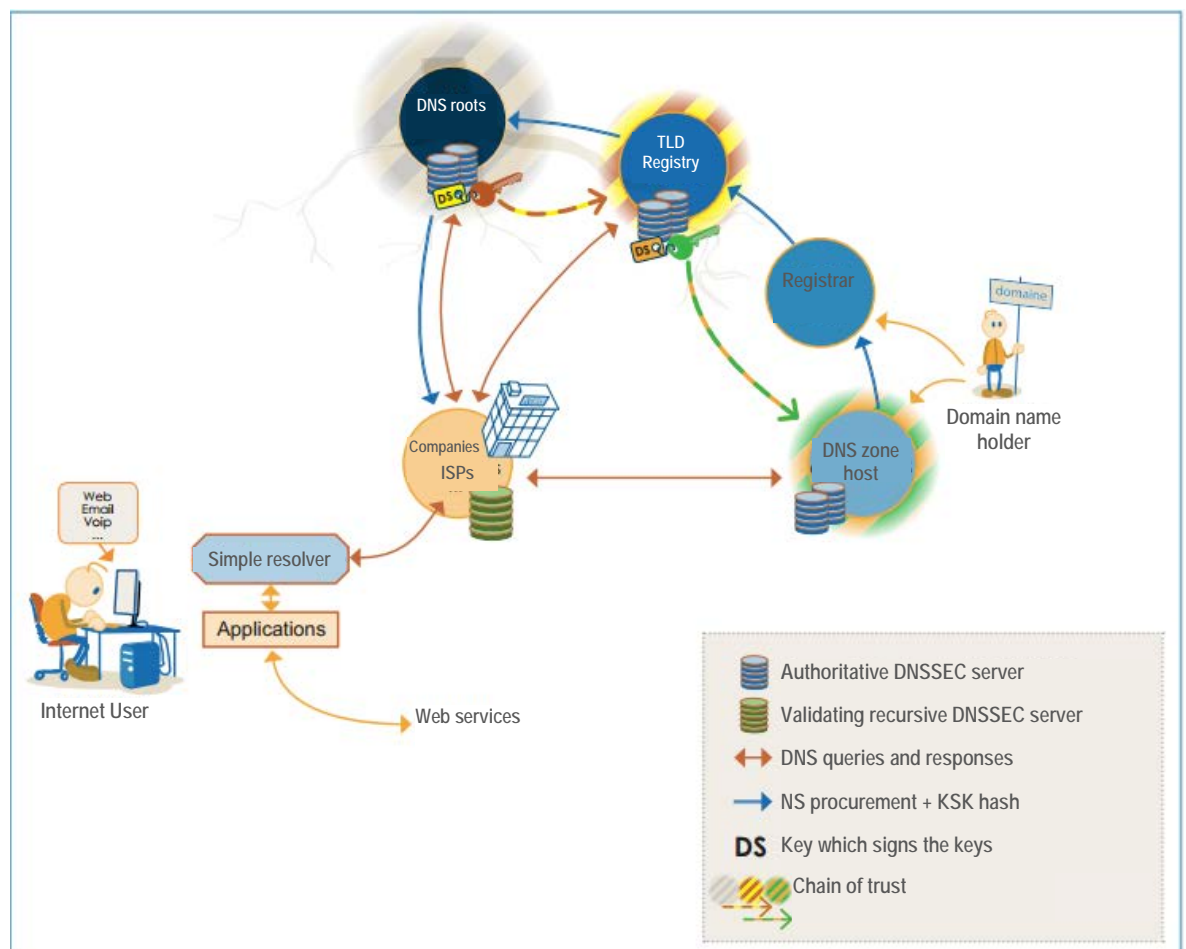 DNS roots
TLD
Registry
DS
DS
Registrar
domaine
Domain name
holder
DNS zone
host
Companies
ISPs
...
Web
Email
Voip
...
Simple resolver
Applications
Internet User
Web services
Authoritative DNSSEC server
Validating recursive DNSSEC server
DNS queries and responses
NS procurement + KSK hash
DS Key which signs the keys
Chain of trust